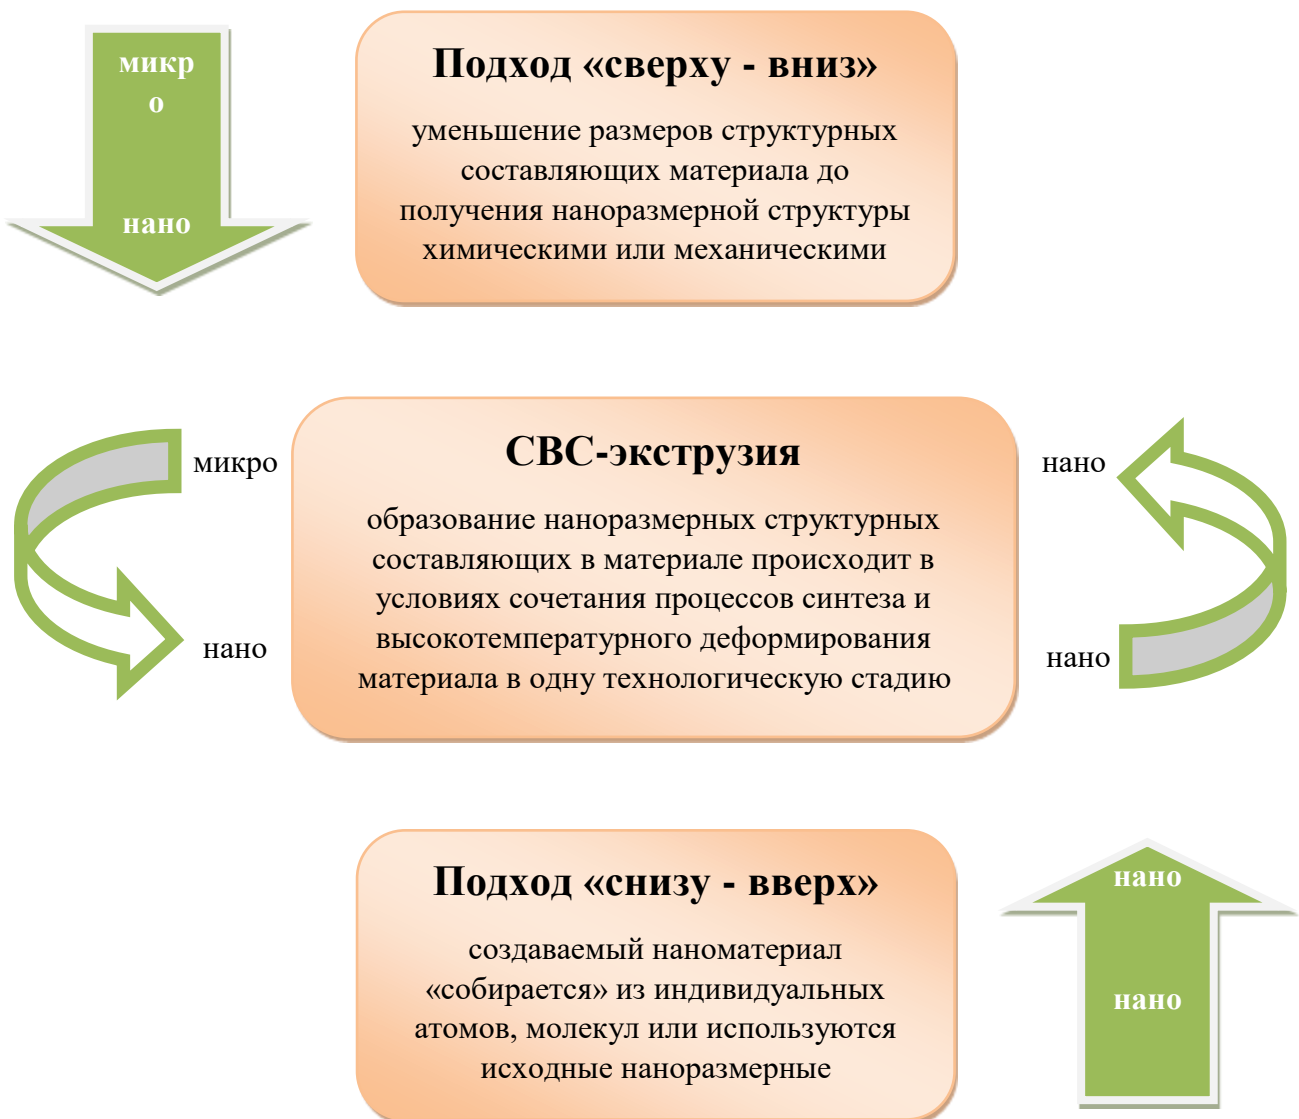 микр
о
нано
Подход «сверху - вниз»
уменьшение размеров структурных
составляющих материала до
получения наноразмерной структуры
химическими или механическими
микро
нано
СВС-экструзия
образование наноразмерных структурных
составляющих в материале происходит в
условиях сочетания процессов синтеза и
высокотемпературного деформирования
материала в одну технологическую стадию
нано
нано
Подход «снизу - вверх»
создаваемый наноматериал
«собирается» из индивидуальных
атомов, молекул или используются
исходные наноразмерные
нано
нано